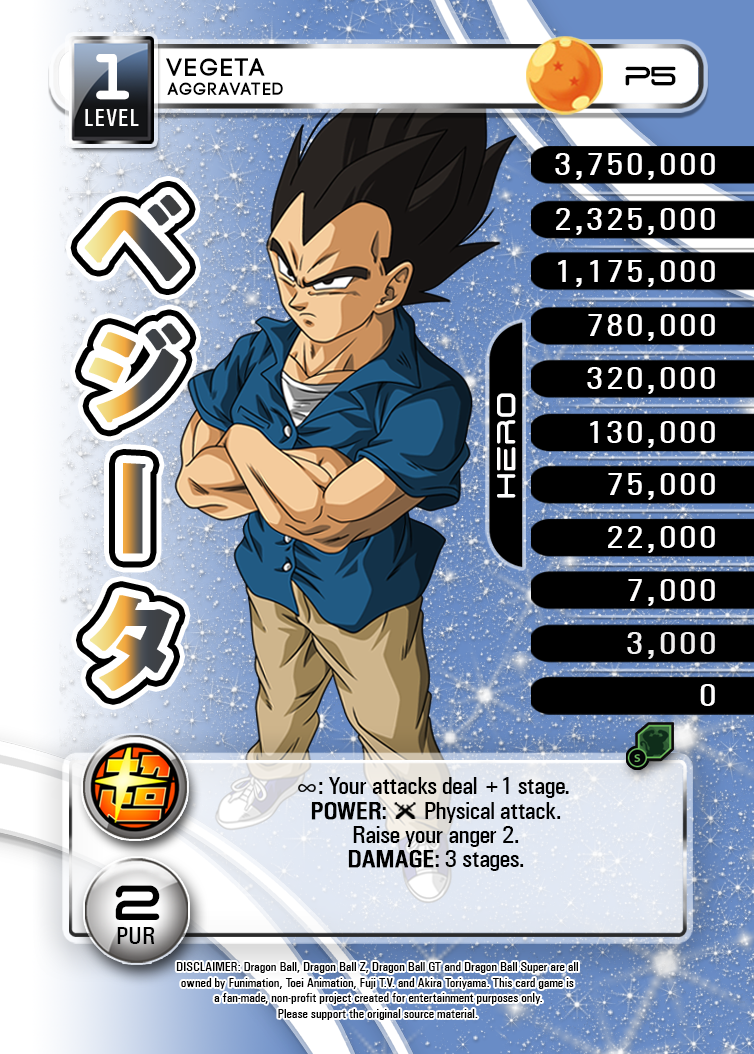 1
LEVEL
VEGETA
AGGRAVATED
P5
ベジータ
3,750,000
2,325,000
1,175,000
780,000
320,000
130,000
75,000
22,000
7,000
3,000
0
HERO
S
超
∞: Your attacks deal +1 stage.
POWER: Physical attack.
Raise your anger 2.
DAMAGE: 3 stages.
2
PUR
DISCLAIMER: Dragon Ball, Dragon Ball Z, Dragon Ball GT and Dragon Ball Super are all
owned by Funimation, Toei Animation, Fuji T.V. and Akira Toriyama. This card game is
a fan-made, non-profit project created for entertainment purposes only.
Please support the original source material.